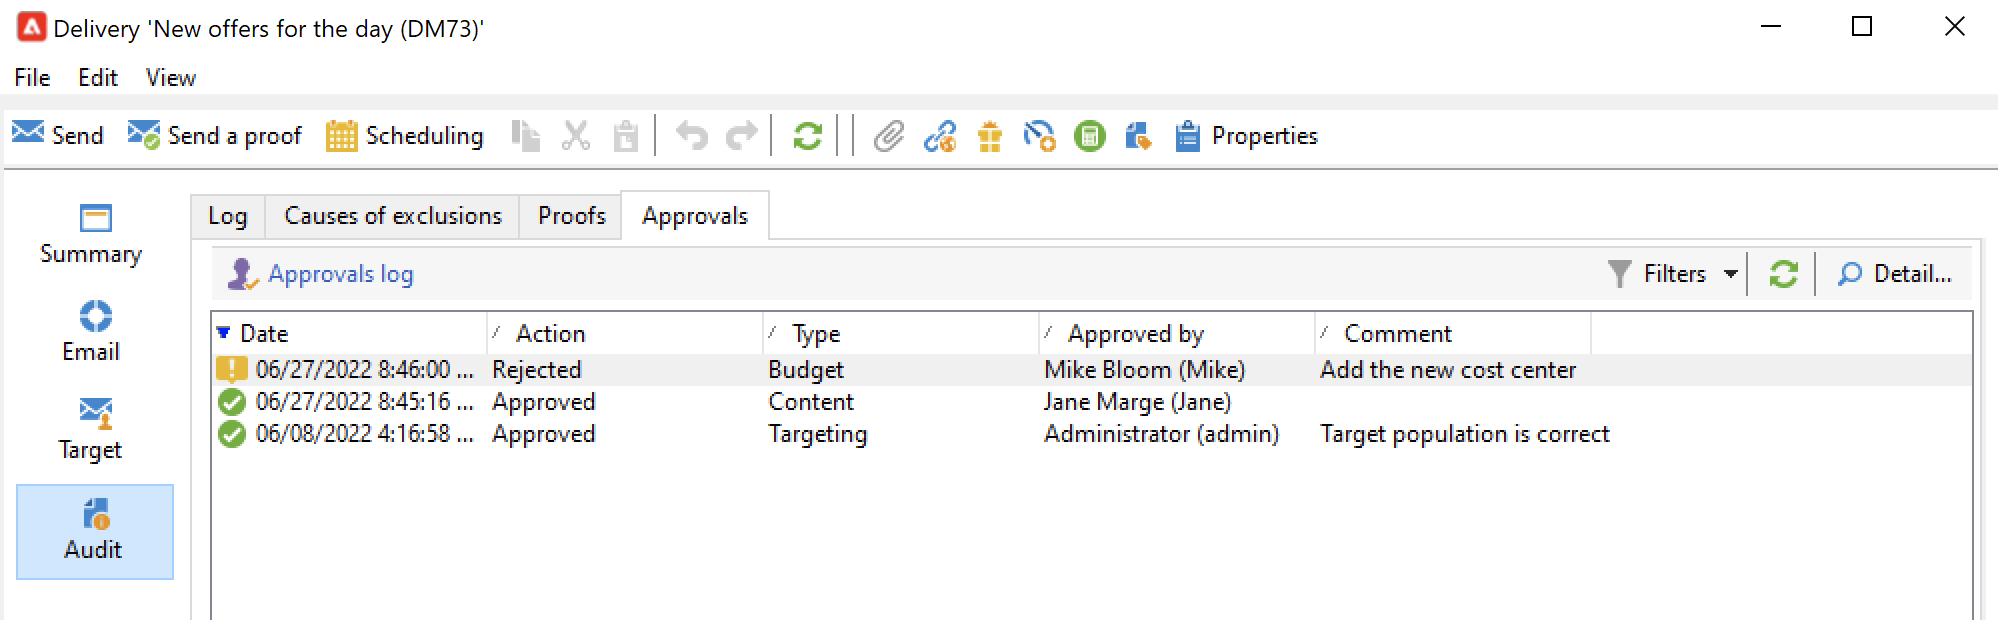 Delivery 'New offers for the day (DM73)'
File Edit View
Send Send a proof Scheduling Properties
Summary
Email
Target
Audit
Log Causes of exclusions Proofs Approvals
Approvals log Filters Detail...
Date Action Type Approved by Comment
06/27/2022 8:46:00 ... Rejected Budget Mike Bloom (Mike) Add the new cost center
06/27/2022 8:45:16 ... Approved Content Jane Marge (Jane)
06/08/2022 4:16:58 ... Approved Targeting Administrator (admin) Target population is correct